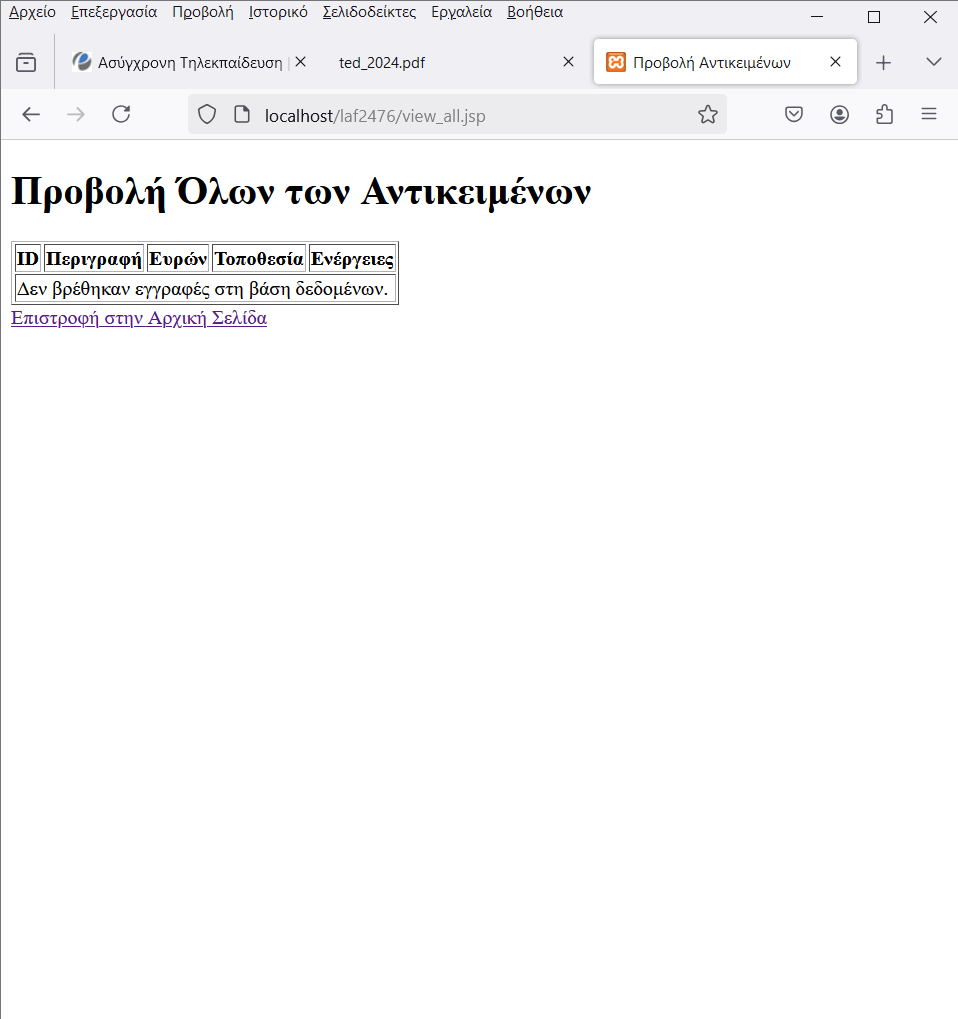 Αρχείο Επεξεργασία Προβολή Ιστορικό Σελιδοδείκτες Εργαλεία Βοήθεια
Ασύγχρονη Τηλεκπαίδευση | ted_2024.pdf Προβολή Αντικειμένων
localhost/laf2476/view_all.jsp
Προβολή Όλων των Αντικειμένων
ID Περιγραφή Ευρών Τοποθεσία Ενέργειες
Δεν βρέθηκαν εγγραφές στη βάση δεδομένων.
Επιστροφή στην Αρχική Σελίδα